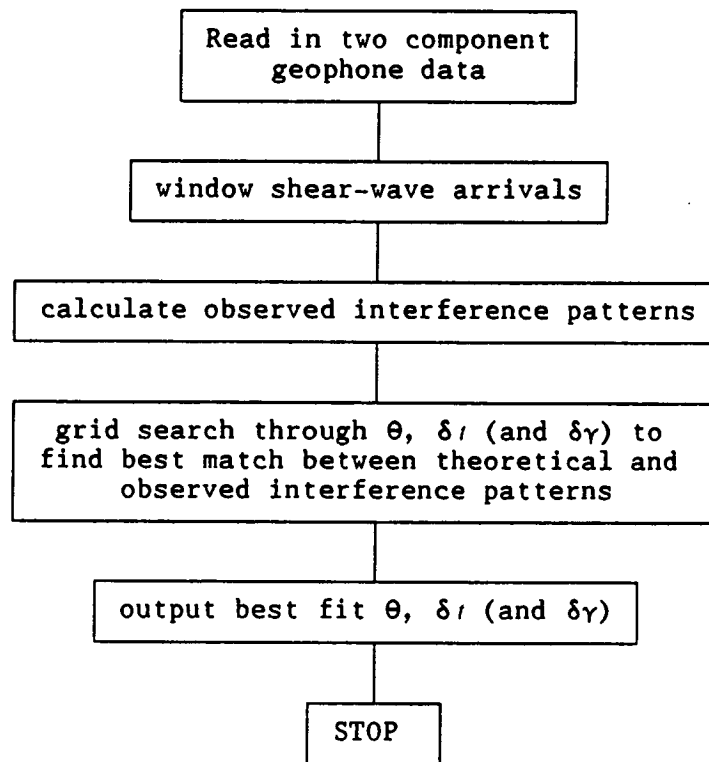 Read in two component
geophone data
window shear-wave arrivals
calculate observed interference patterns
grid search through θ, δt (and δγ) to
find best match between theoretical and
observed interference patterns
output best fit θ, δt (and δγ)
STOP